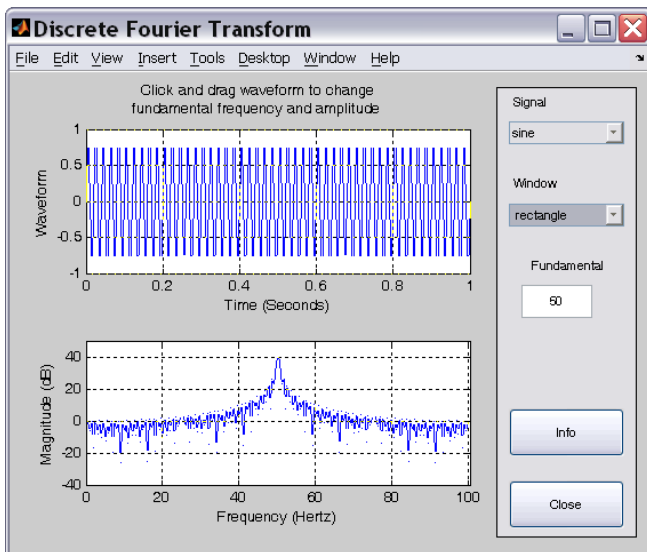 Discrete Fourier Transform
File Edit View Insert Tools Desktop Window Help
Click and drag waveform to change
fundamental frequency and amplitude
Waveform
1
0.5
0
-0.5
-1
0 0.2 0.4 0.6 0.8 1
Time (Seconds)
Magnitude (dB)
40
20
0
-20
-40
0 20 40 60 80 100
Frequency (Hertz)
Signal
sine
Window
rectangle
Fundamental
50
Info
Close